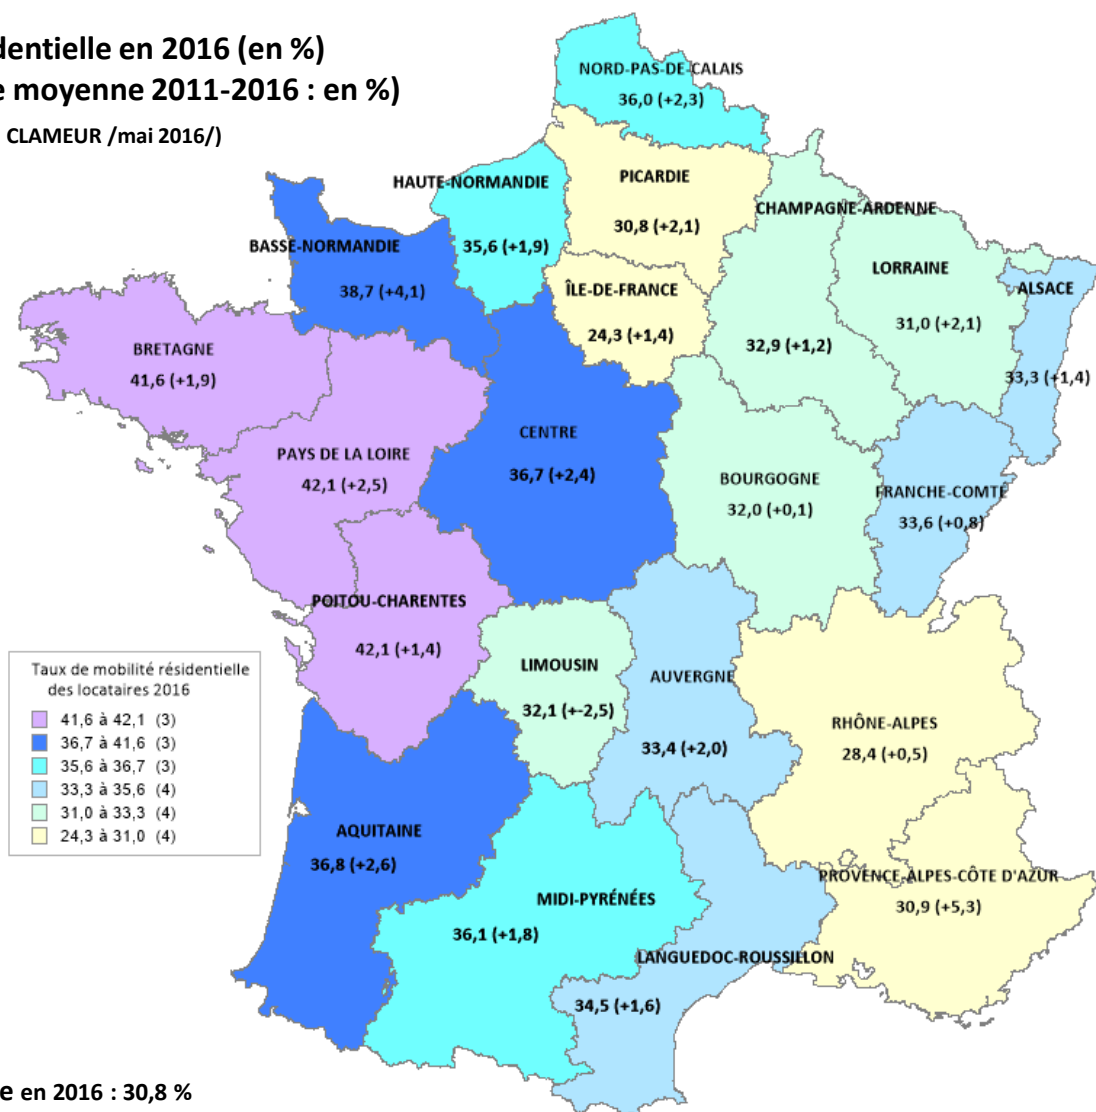 dentielle en 2016 (en %)
e moyenne 2011-2016 : en %)
CLAMEUR /mai 2016/)
NORD-PAS-DE-CALAIS
36,0 (+2,3)
HAUTE-NORMANDIE
35,6 (+1,9)
PICARDIE
30,8 (+2,1)
CHAMPAGNE-ARDENNE
32,9 (+1,2)
BASSE-NORMANDIE
38,7 (+4,1)
ÎLE-DE-FRANCE
24,3 (+1,4)
LORRAINE
31,0 (+2,1)
ALSACE
33,3 (+1,4)
BRETAGNE
41,6 (+1,9)
PAYS DE LA LOIRE
42,1 (+2,5)
CENTRE
36,7 (+2,4)
BOURGOGNE
32,0 (+0,1)
FRANCHE-COMTÉ
33,6 (+0,8)
POITOU-CHARENTES
42,1 (+1,4)
LIMOUSIN
32,1 (+-2,5)
AUVERGNE
33,4 (+2,0)
RHÔNE-ALPES
28,4 (+0,5)
Taux de mobilité résidentielle
des locataires 2016
41,6 à 42,1 (3)
36,7 à 41,6 (3)
35,6 à 36,7 (3)
33,3 à 35,6 (4)
31,0 à 33,3 (4)
24,3 à 31,0 (4)
AQUITAINE
36,8 (+2,6)
MIDI-PYRÉNÉES
36,1 (+1,8)
PROVENCE-ALPES-CÔTE D'AZUR
30,9 (+5,3)
LANGUEDOC-ROUSSILLON
34,5 (+1,6)
e en 2016 : 30,8 %